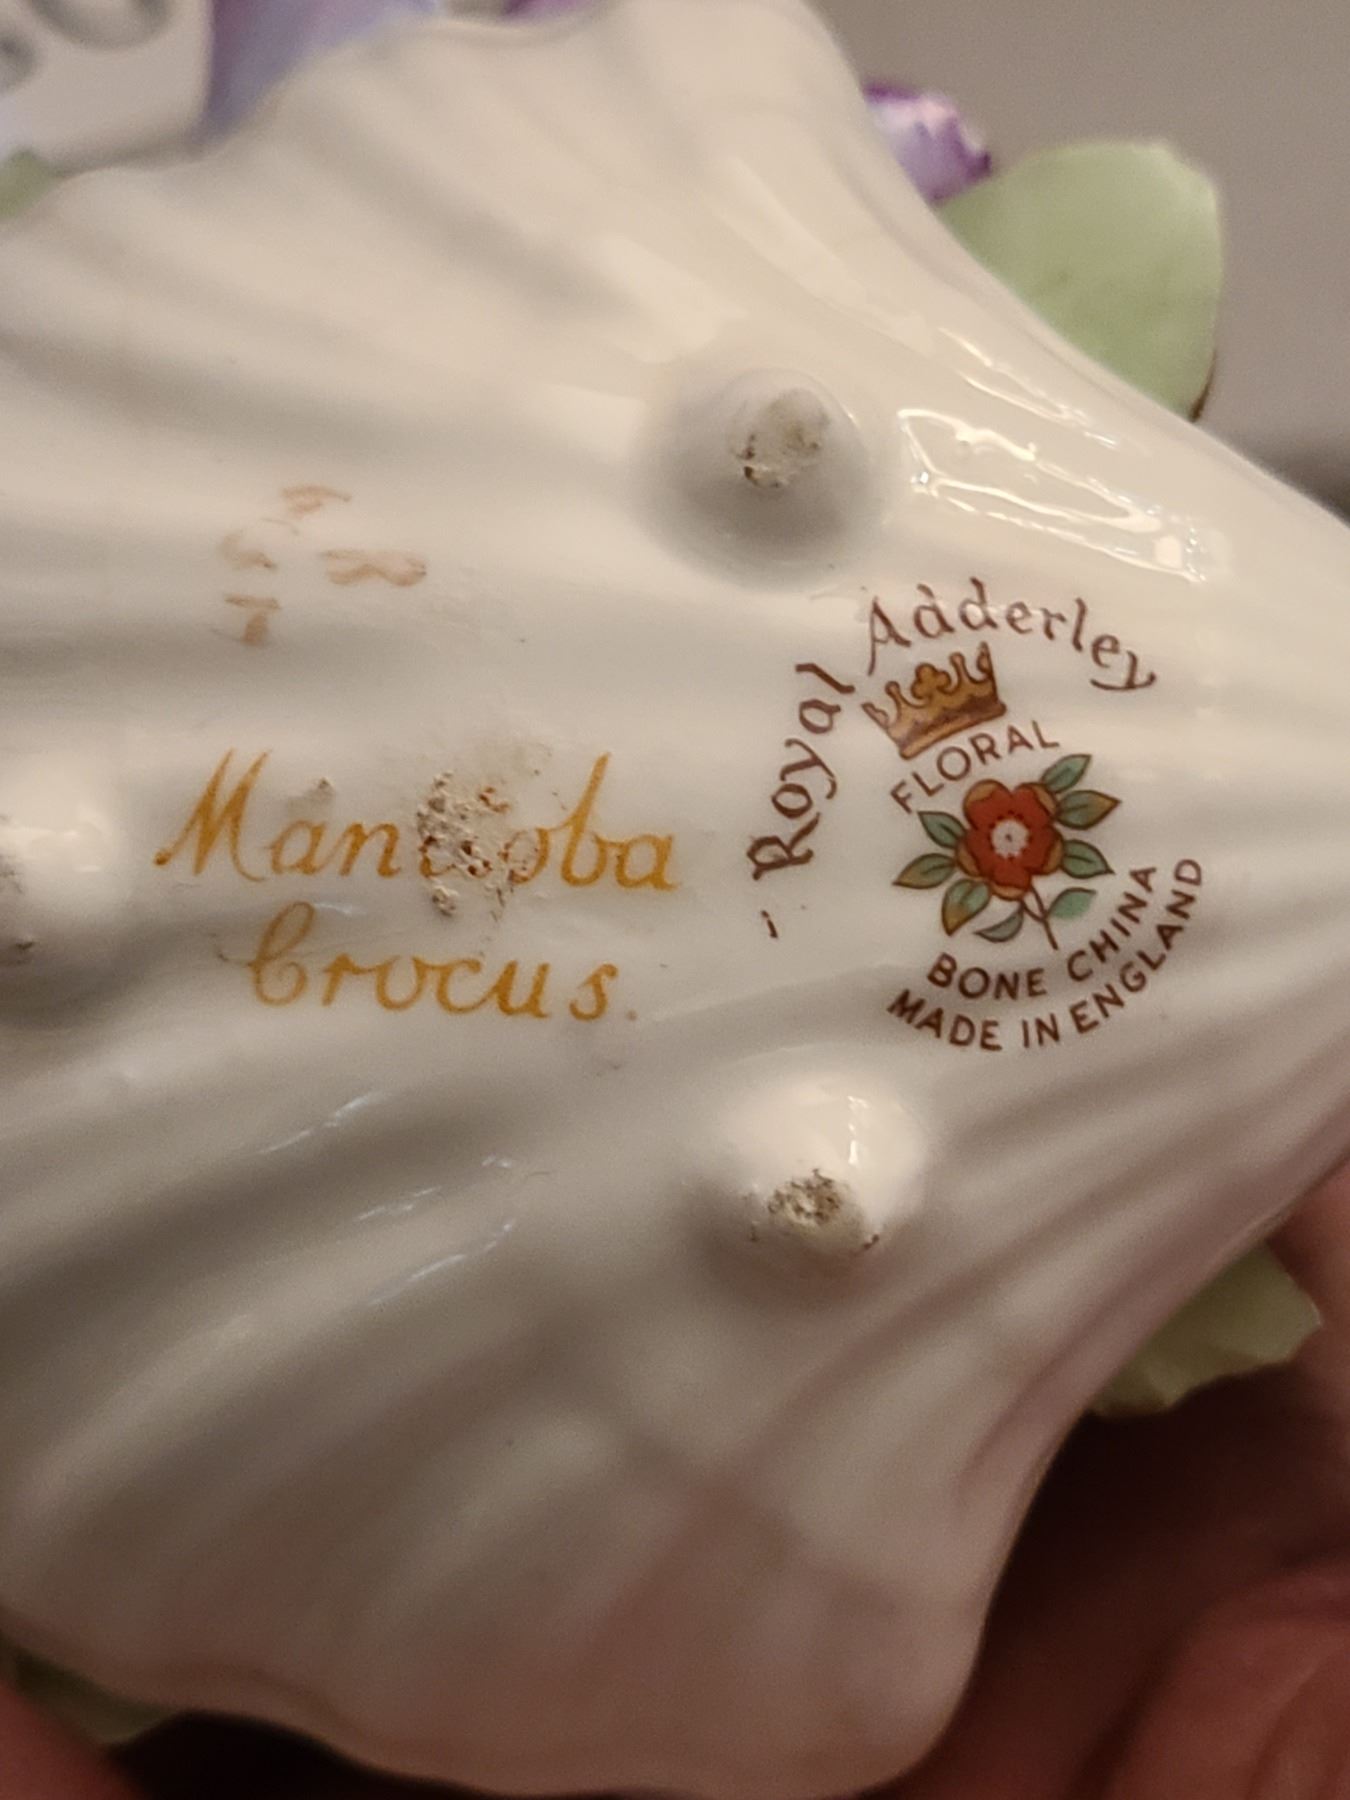 Royal Adderley
FLORAL
BONE CHINA
MADE IN ENGLAND
Manitoba
Crocus.